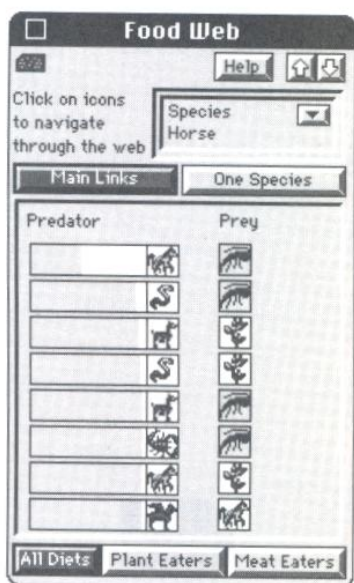 Food Web
Help
Click on icons
to navigate
through the web
Species
Horse
Main Links
One Species
Predator
Prey
All Diets
Plant Eaters
Meat Eaters